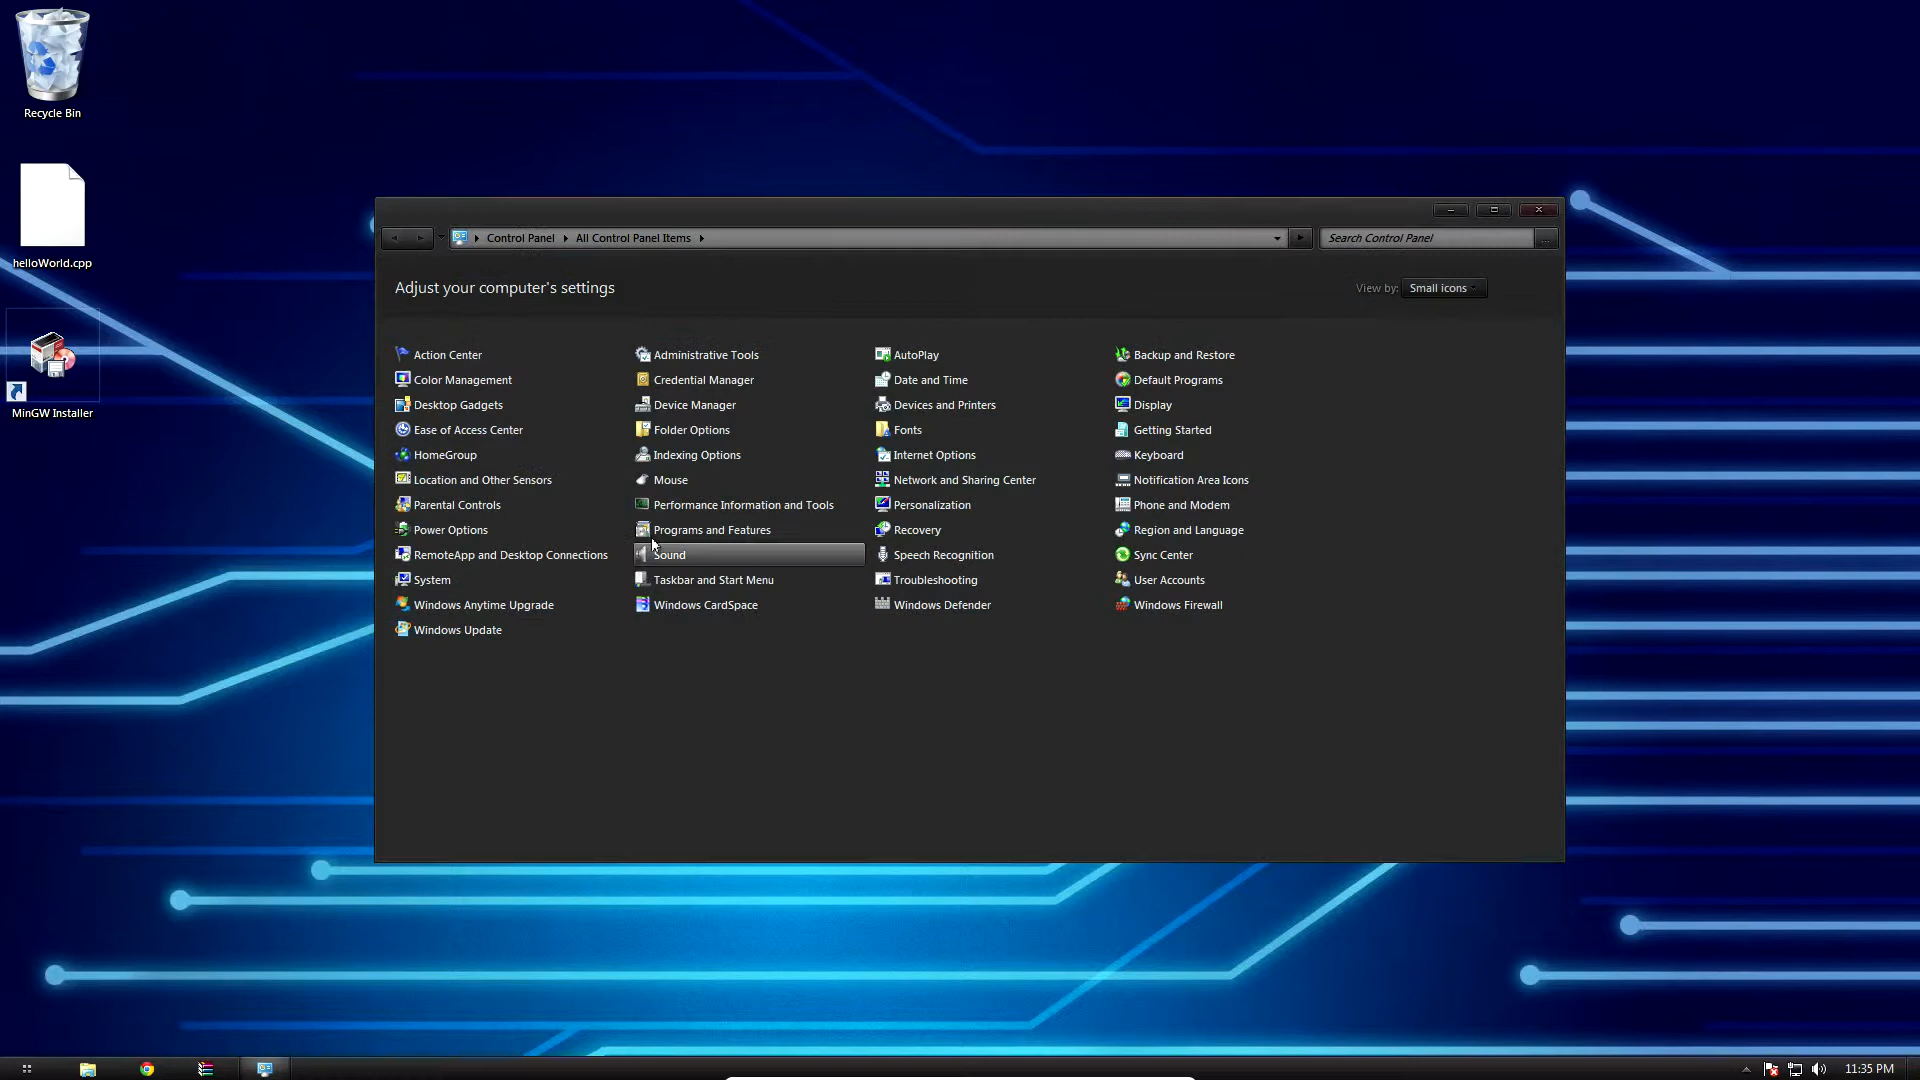 Recycle Bin
helloWorld.cpp
MinGW Installer
Control Panel
All Control Panel Items
Search Control Panel
Adjust your computer's settings
View by:
Small icons
Action Center
Administrative Tools
AutoPlay
Backup and Restore
Color Management
Credential Manager
Date and Time
Default Programs
Desktop Gadgets
Device Manager
Devices and Printers
Display
Ease of Access Center
Folder Options
Fonts
Getting Started
HomeGroup
Indexing Options
Internet Options
Keyboard
Location and Other Sensors
Mouse
Network and Sharing Center
Notification Area Icons
Parental Controls
Performance Information and Tools
Personalization
Phone and Modem
Power Options
Programs and Features
Recovery
Region and Language
RemoteApp and Desktop Connections
Sound
Speech Recognition
Sync Center
System
Taskbar and Start Menu
Troubleshooting
User Accounts
Windows Anytime Upgrade
Windows CardSpace
Windows Defender
Windows Firewall
Windows Update
11:35 PM